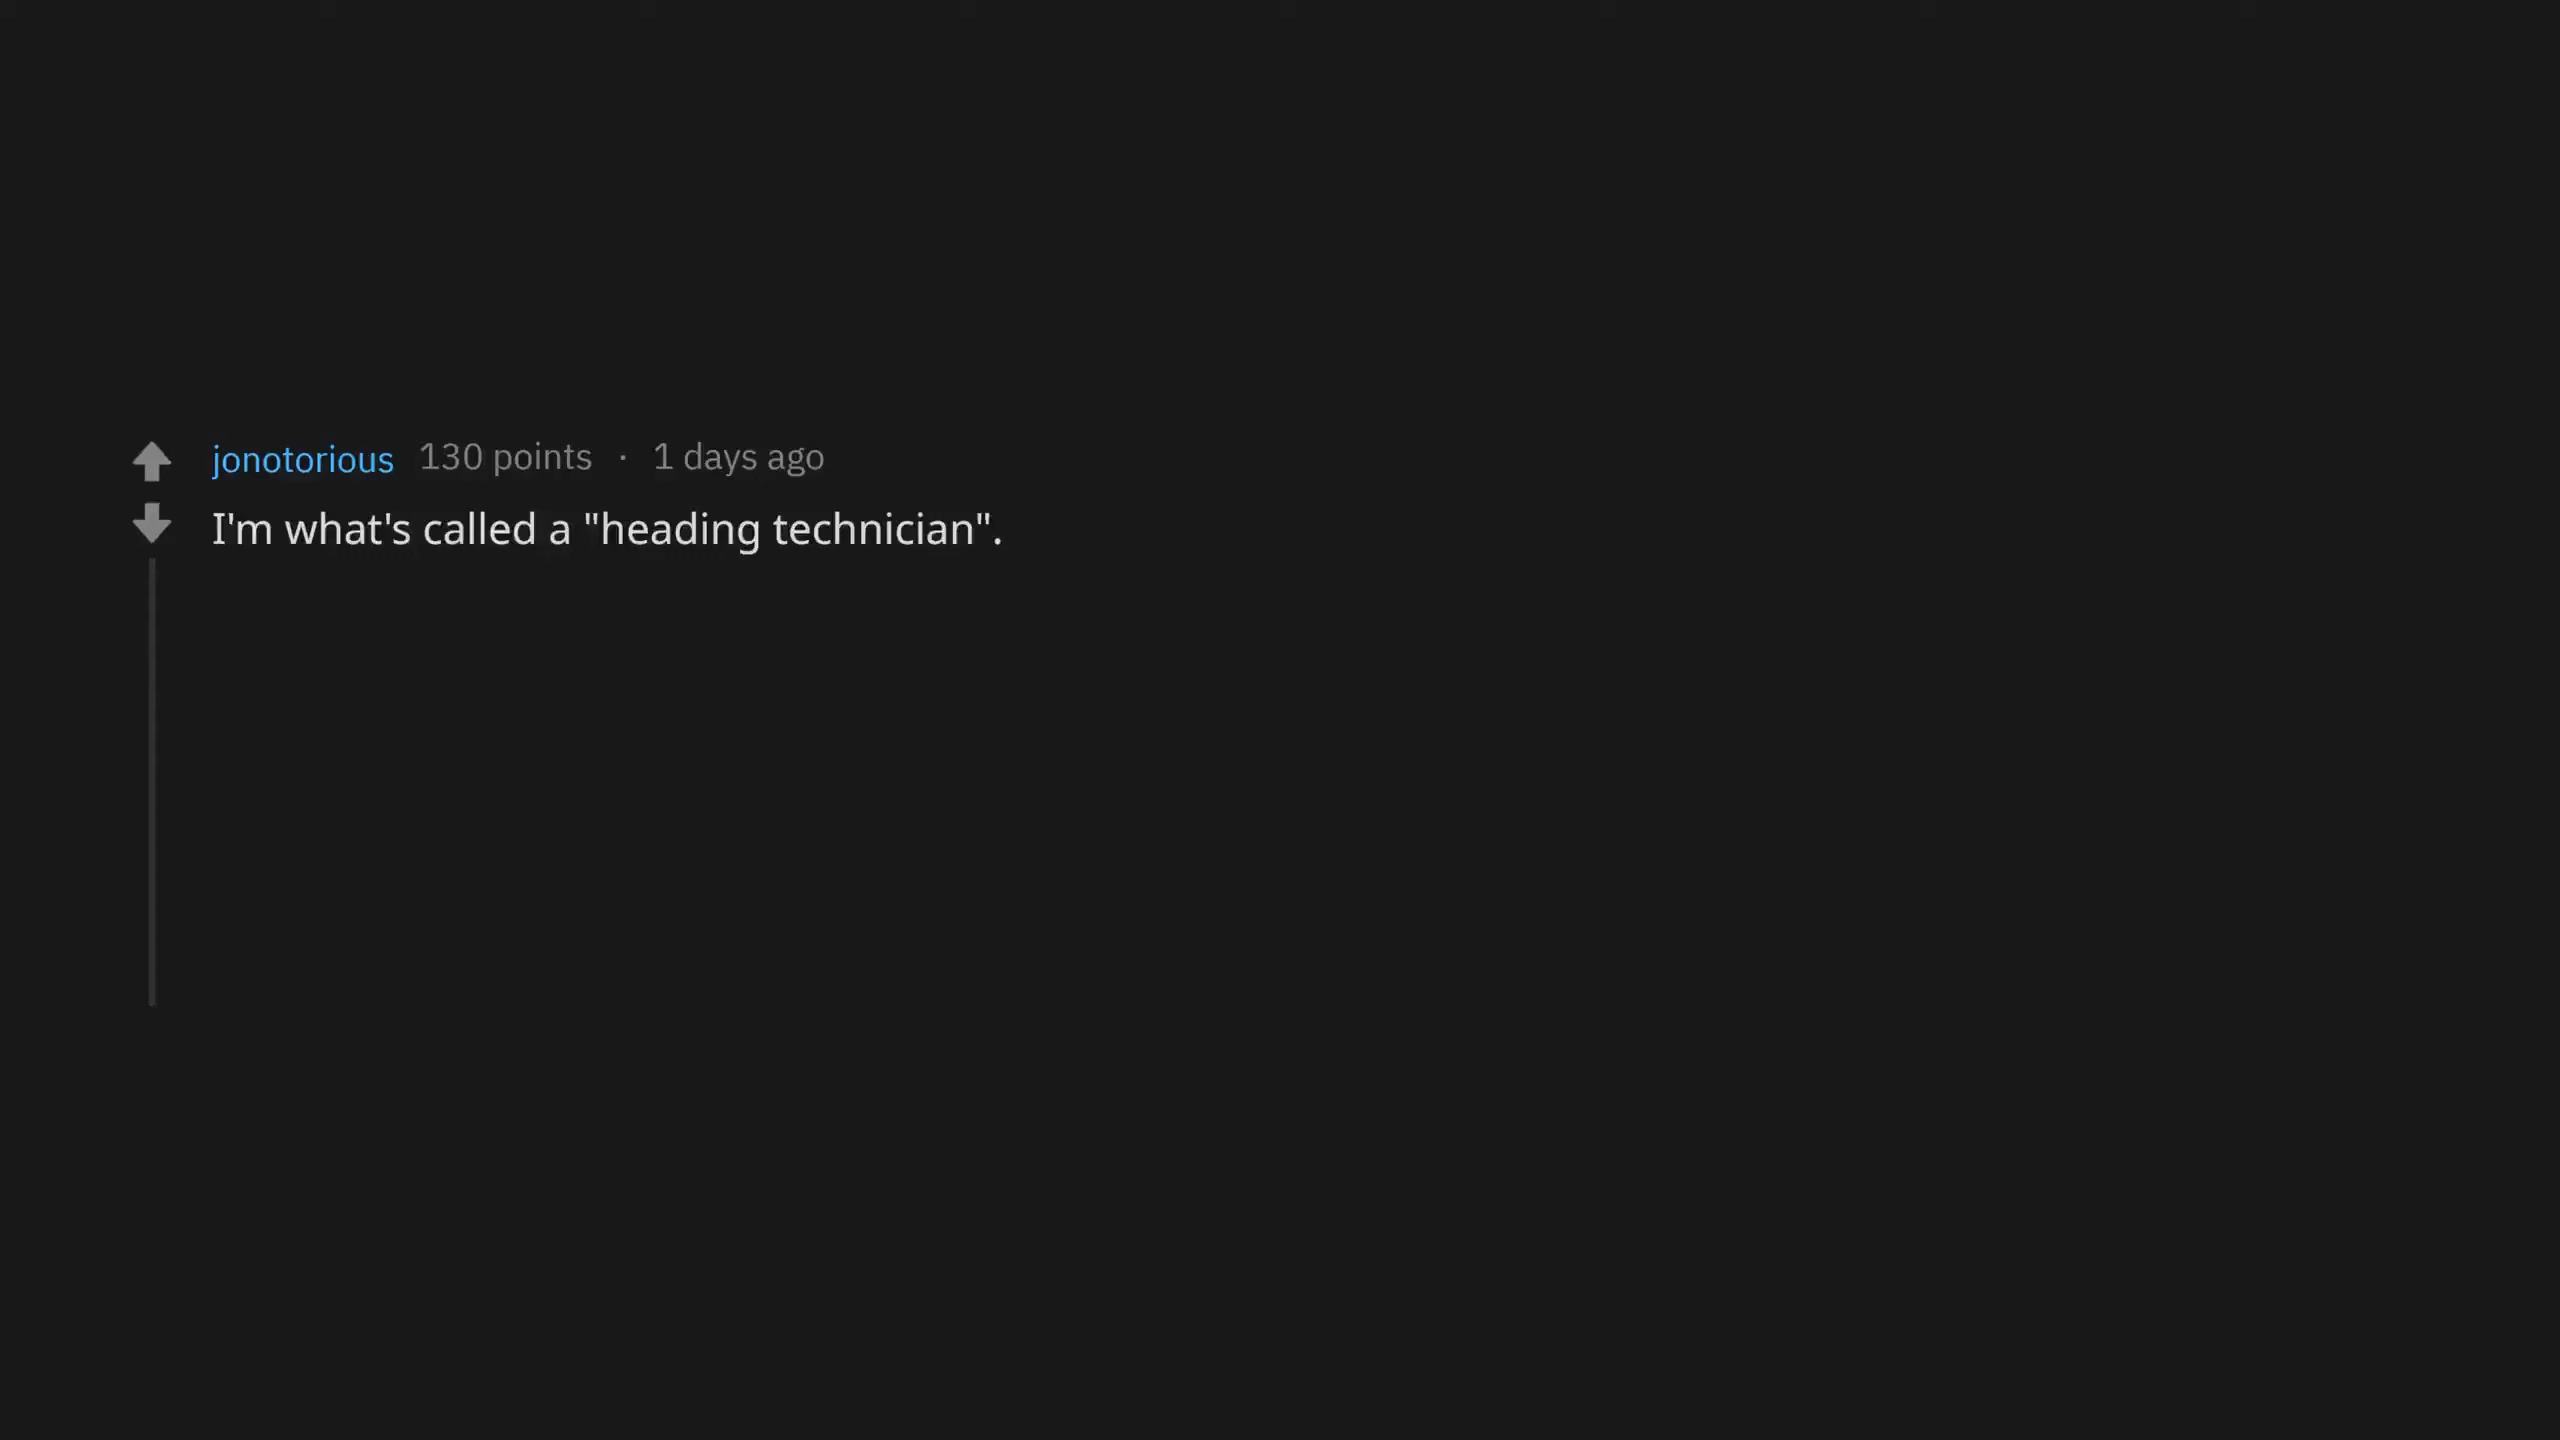 jonotorious 130 points · 1 days ago
I'm what's called a "heading technician".